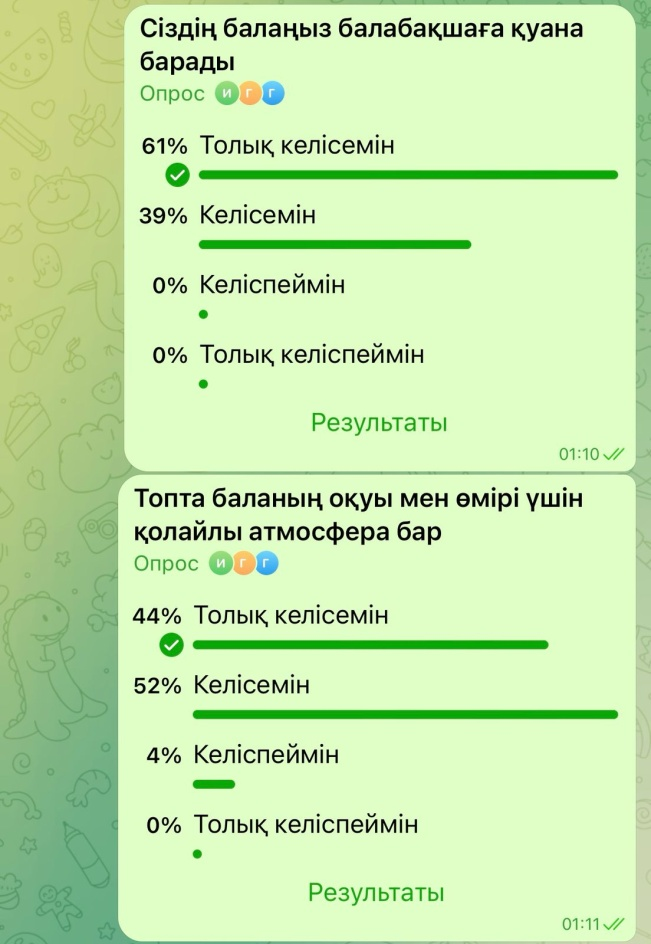 Сіздің балаңыз балабақшаға қуана
барады
Опрос И Г Г
61% Толық келісемін
39% Келісемін
0% Келіспеймін
0% Толық келіспеймін
Результаты
01:10
Топта баланың оқуы мен өмірі үшін
қолайлы атмосфера бар
Опрос И Г Г
44% Толық келісемін
52% Келісемін
4% Келіспеймін
0% Толық келіспеймін
Результаты
01:11